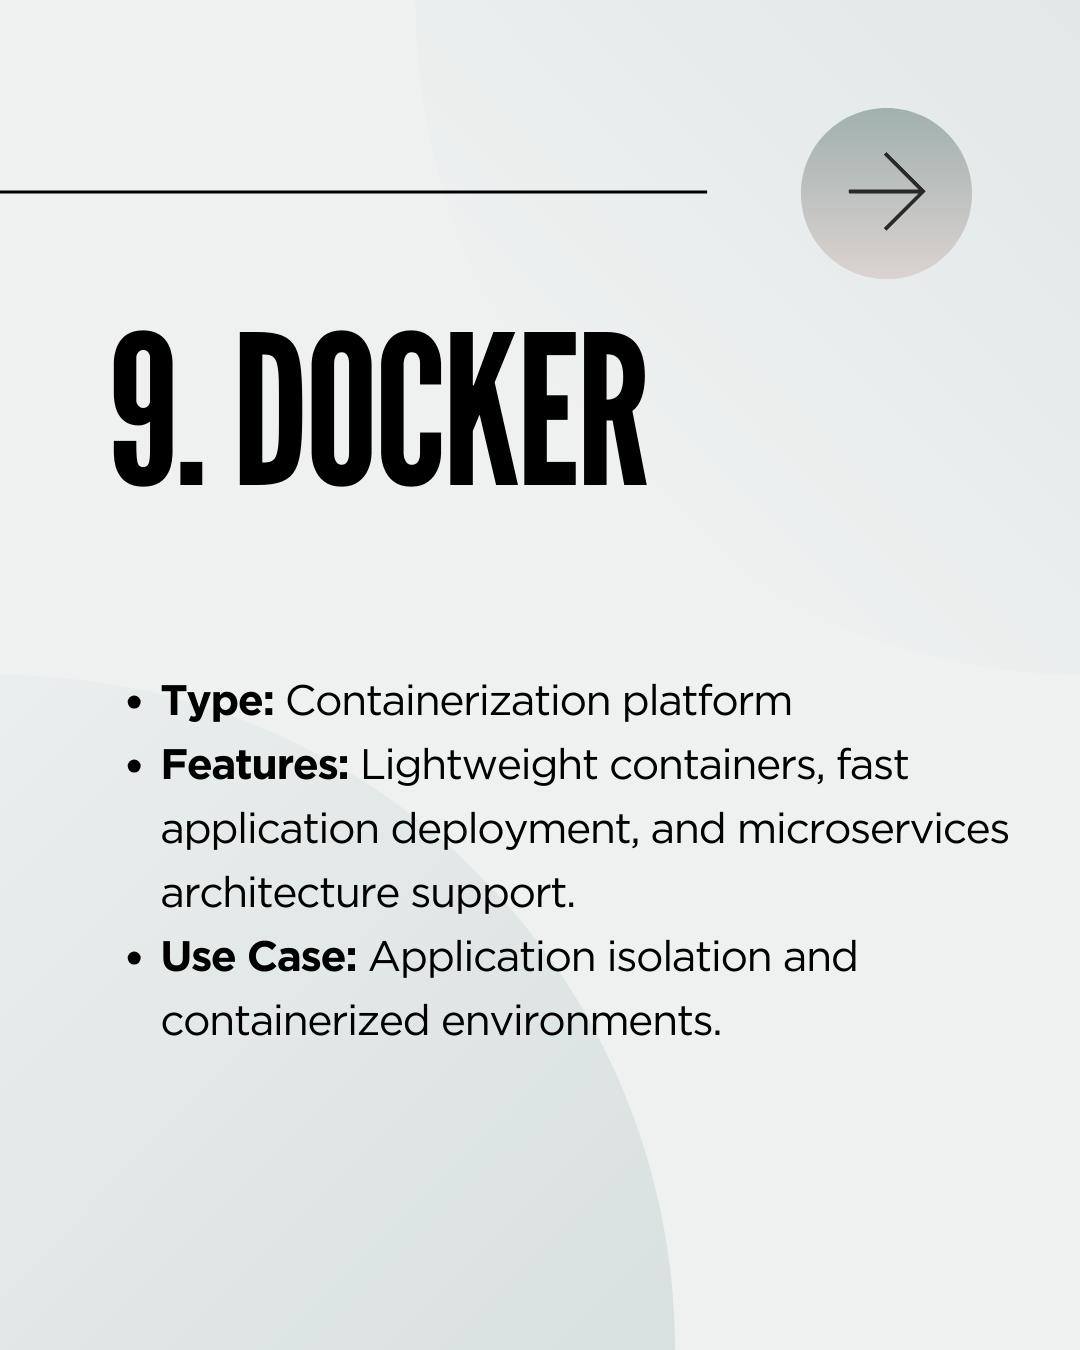 9. DOCKER
• Type: Containerization platform
• Features: Lightweight containers, fast
application deployment, and microservices
architecture support.
• Use Case: Application isolation and
containerized environments.